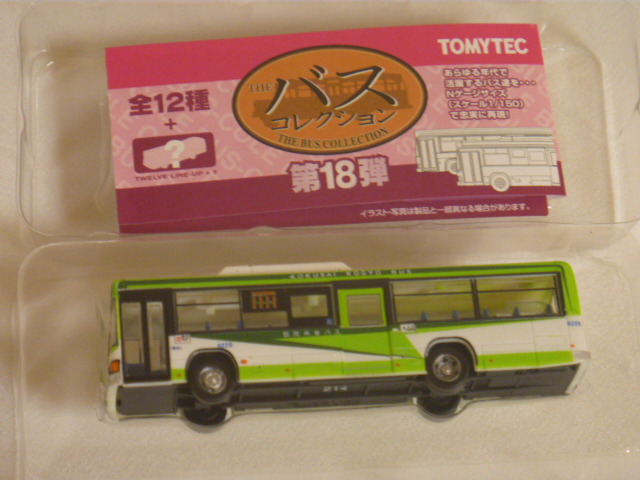 TOMYTEC
THE
バス
コレクション
THE BUS COLLECTION
第18弾
全12種
+
?
TWELVE LINE-UP + ?
あらゆる年代で
活躍するバス達を・・・
Nゲージサイズ
(スケール1/150)
で忠実に再現!
イラスト・写真は製品と一部異なる場合があります。
KOKUSAI KOGYO BUS
214